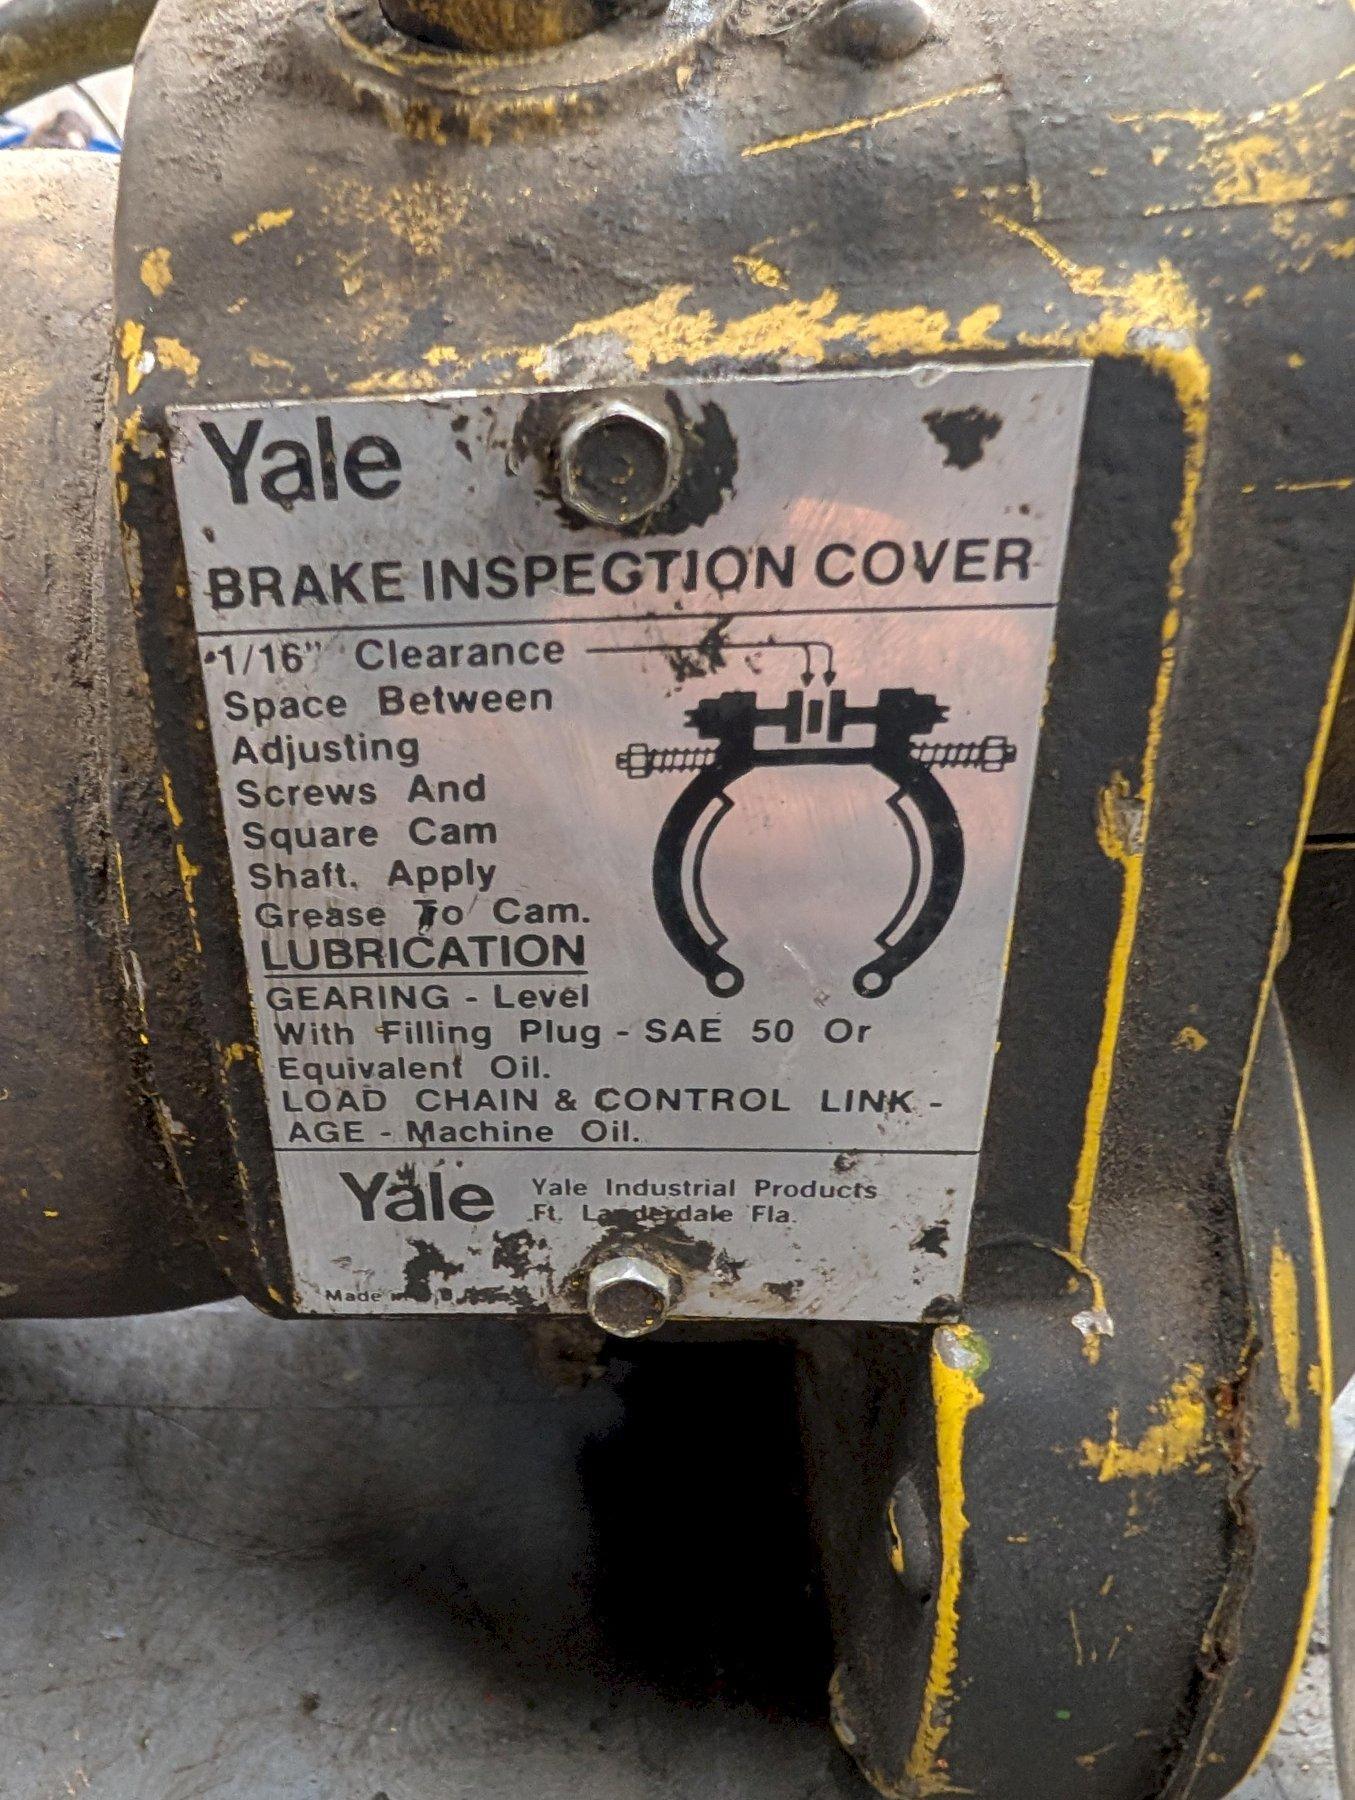 Yale
BRAKE INSPECTION COVER
1/16" Clearance
Space Between
Adjusting
Screws And
Square Cam
Shaft. Apply
Grease To Cam.
LUBRICATION
GEARING - Level
With Filling Plug - SAE 50 Or
Equivalent Oil.
LOAD CHAIN & CONTROL LINK -
AGE - Machine Oil.
Yale Yale Industrial Products
Ft. Lauderdale Fla.
Made